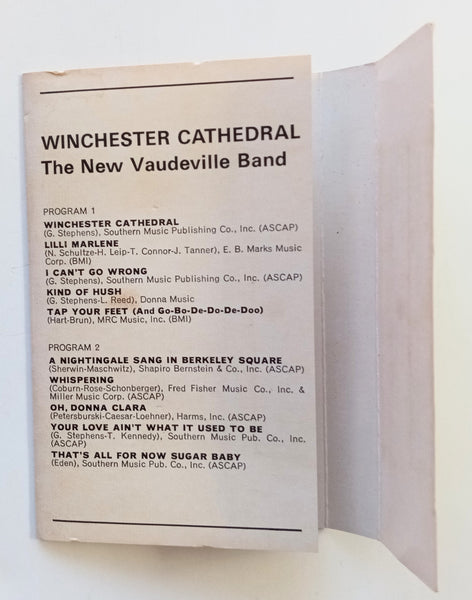 WINCHESTER CATHEDRAL
The New Vaudeville Band
PROGRAM 1
WINCHESTER CATHEDRAL
(G. Stephens), Southern Music Publishing Co., Inc. (ASCAP)
LILLI MARLENE
(N. Schultze-H. Leip-T. Connor-J. Tanner), E. B. Marks Music
Corp. (BMI)
I CAN'T GO WRONG
(G. Stephens), Southern Music Publishing Co., Inc. (ASCAP)
KIND OF HUSH
(G. Stephens-L. Reed), Donna Music
TAP YOUR FEET (And Go-Bo-De-Do-De-Doo)
(Hart-Brun), MRC Music, Inc. (BMI)
PROGRAM 2
A NIGHTINGALE SANG IN BERKELEY SQUARE
(Sherwin-Maschwitz), Shapiro Bernstein & Co., Inc. (ASCAP)
WHISPERING
(Coburn-Rose-Schonberger), Fred Fisher Music Co., Inc. &
Miller Music Corp. (ASCAP)
OH, DONNA CLARA
(Petersburski-Caesar-Loehner), Harms, Inc. (ASCAP)
YOUR LOVE AIN'T WHAT IT USED TO BE
(G. Stephens-T. Kennedy), Southern Music Pub. Co., Inc.
(ASCAP)
THAT'S ALL FOR NOW SUGAR BABY
(Eden), Southern Music Pub. Co., Inc. (ASCAP)